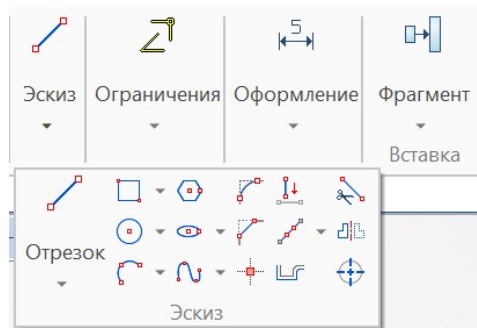 5
Эскиз Ограничения Оформление Фрагмент
Вставка
Отрезок
Эскиз